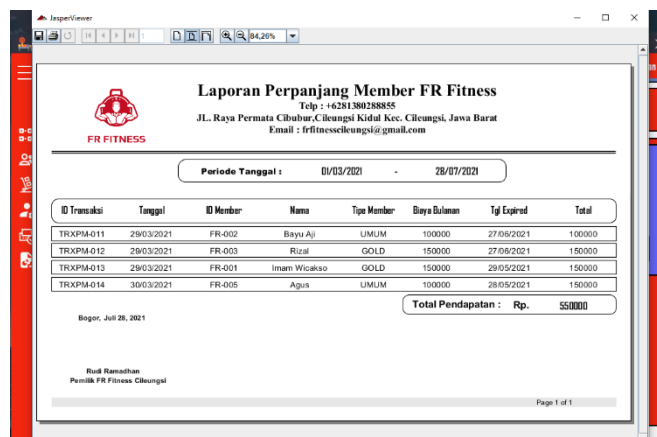 JasperViewer
1
84,26%
Laporan Perpanjang Member FR Fitness
Telp : +6281380288855
JL. Raya Permata Cibubur,Cileungsi Kidul Kec. Cileungsi, Jawa Barat
Email : frfitnesscileungsi@gmail.com
FR FITNESS
Periode Tanggal : 01/03/2021 - 28/07/2021
ID Transaksi Tanggal ID Member Nama Tipe Member Biaya Bulanan Tgl Expired Total
TRXPM-011 29/03/2021 FR-002 Bayu Aji UMUM 100000 27/06/2021 100000
TRXPM-012 29/03/2021 FR-003 Rizal GOLD 150000 27/06/2021 150000
TRXPM-013 29/03/2021 FR-001 Imam Wicakso GOLD 150000 29/05/2021 150000
TRXPM-014 30/03/2021 FR-005 Agus UMUM 100000 28/05/2021 150000
Total Pendapatan : Rp. 550000
Bogor, Juli 28, 2021
Rudi Ramadhan
Pemilik FR Fitness Cileungsi
Page 1 of 1